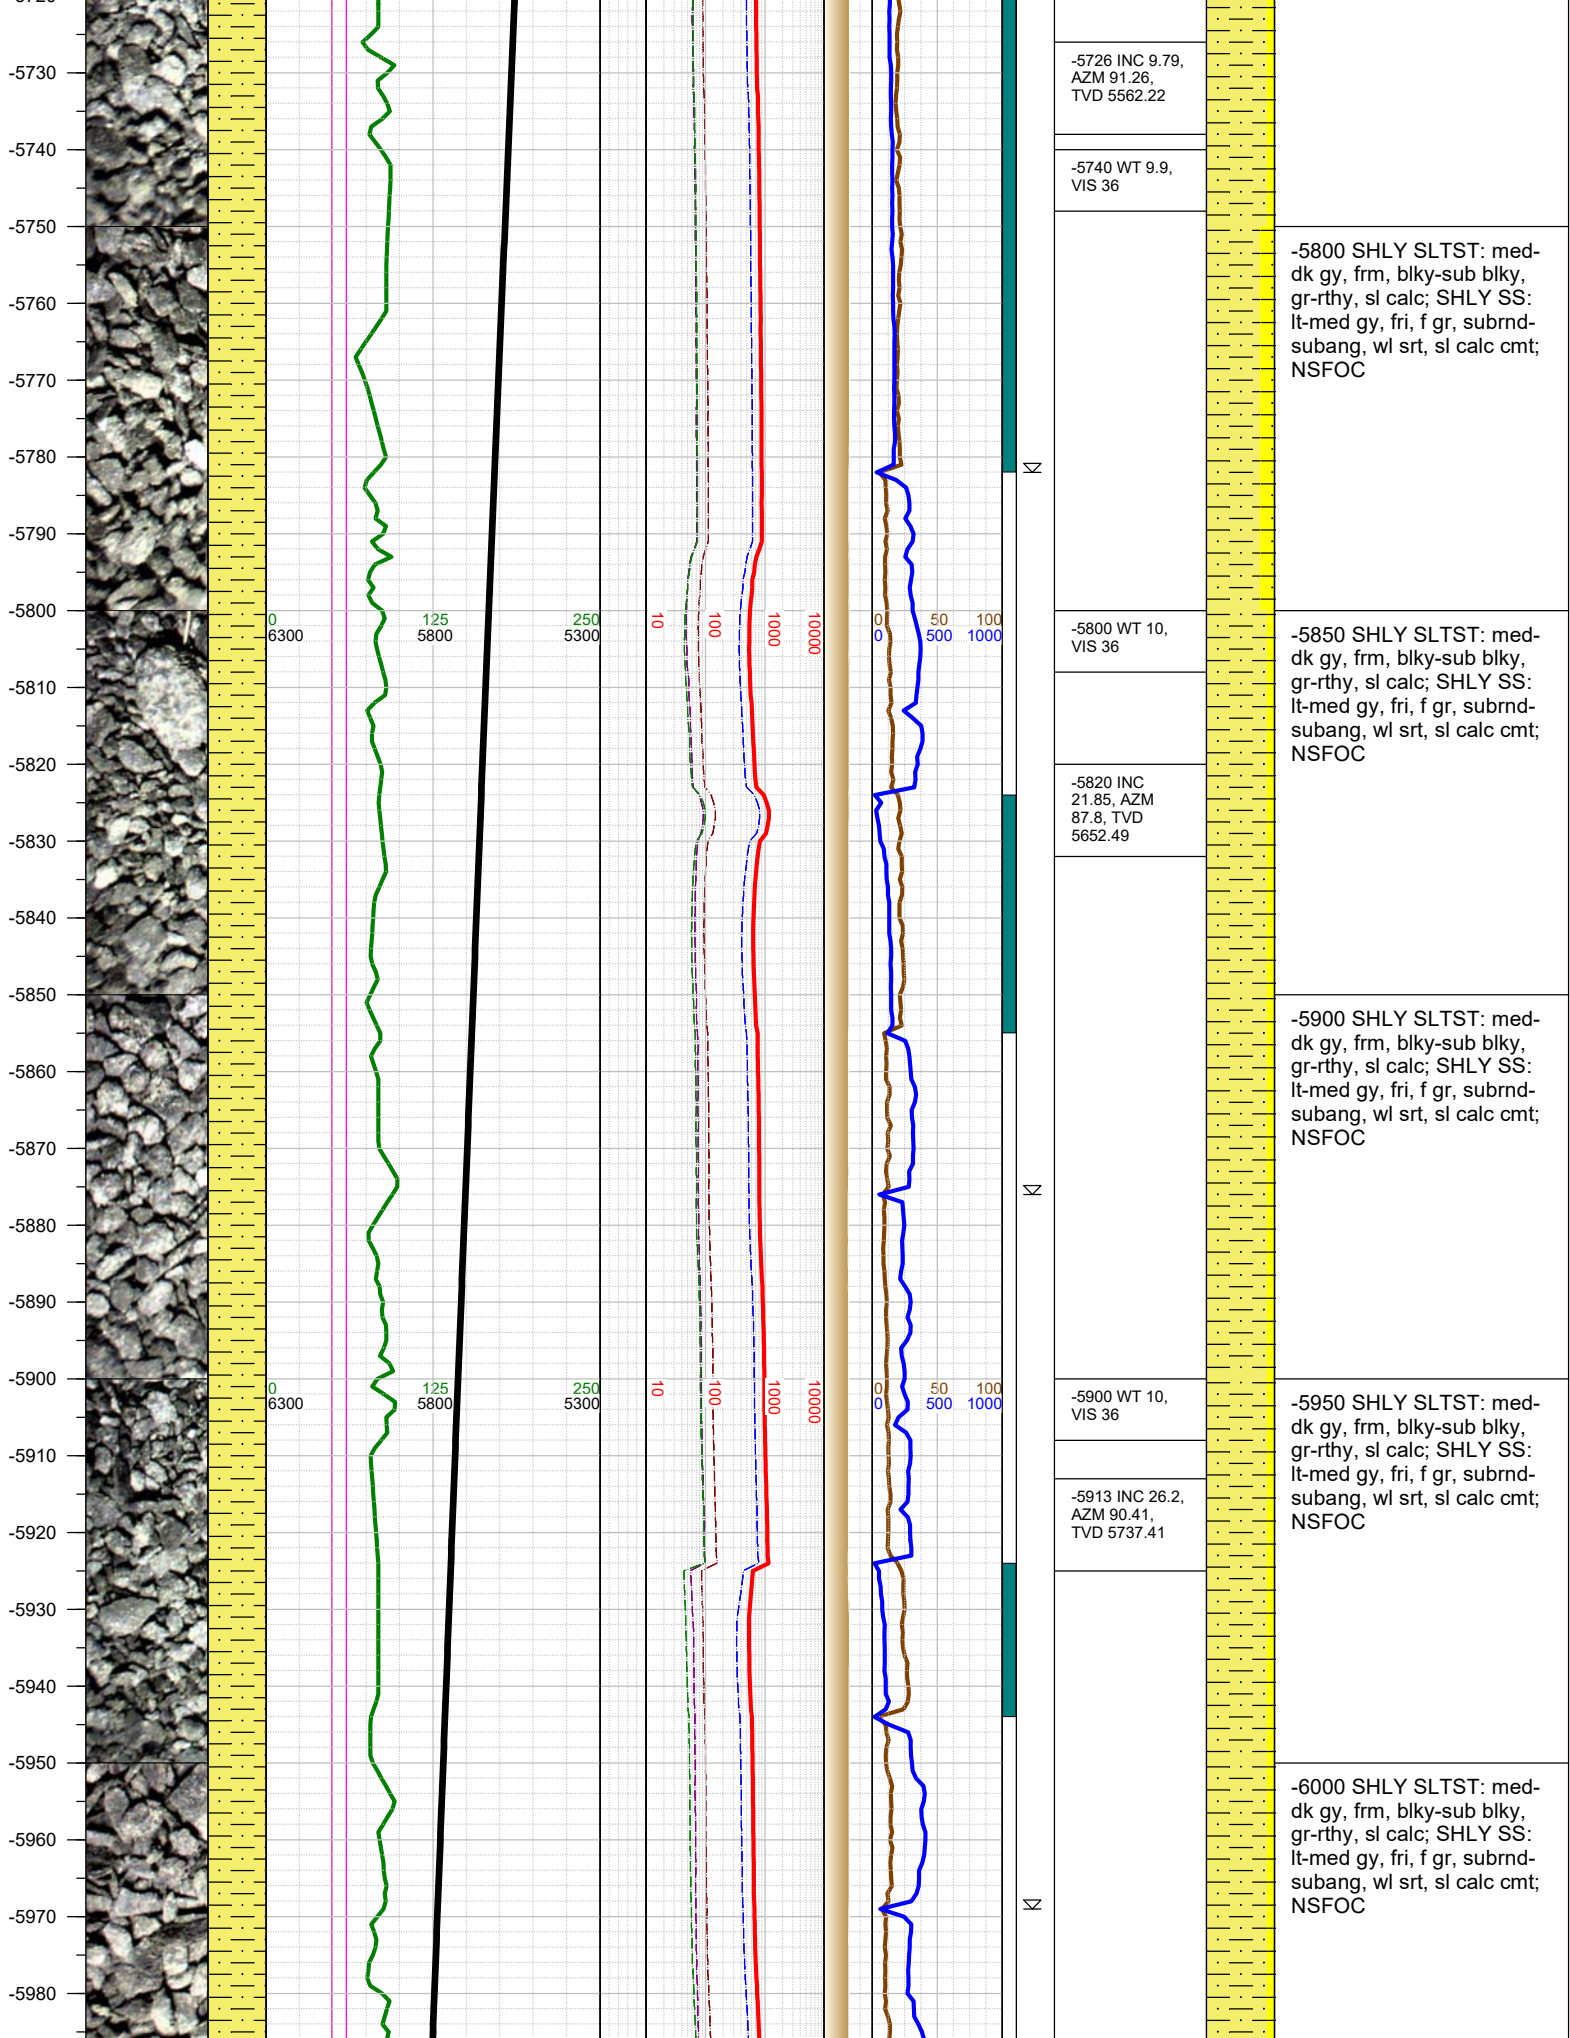 -5730
-5740
-5750
-5760
-5770
-5780
-5790
-5800
-5810
-5820
-5830
-5840
-5850
-5860
-5870
-5880
-5890
-5900
-5910
-5920
-5930
-5940
-5950
-5960
-5970
-5980
0 125 250
6300 5800 5300
10 100 1000 10000
0 50 100
0 500 1000
0 125 250
6300 5800 5300
10 100 1000 10000
0 50 100
0 500 1000
-5726 INC 9.79,
AZM 91.26,
TVD 5562.22
-5740 WT 9.9,
VIS 36
-5800 WT 10,
VIS 36
-5820 INC
21.85, AZM
87.8, TVD
5652.49
-5900 WT 10,
VIS 36
-5913 INC 26.2,
AZM 90.41,
TVD 5737.41
-5800 SHLY SLTST: med-
dk gy, frm, blky-sub blky,
gr-rthy, sl calc; SHLY SS:
lt-med gy, fri, f gr, subrnd-
subang, wl srt, sl calc cmt;
NSFOC
-5850 SHLY SLTST: med-
dk gy, frm, blky-sub blky,
gr-rthy, sl calc; SHLY SS:
lt-med gy, fri, f gr, subrnd-
subang, wl srt, sl calc cmt;
NSFOC
-5900 SHLY SLTST: med-
dk gy, frm, blky-sub blky,
gr-rthy, sl calc; SHLY SS:
lt-med gy, fri, f gr, subrnd-
subang, wl srt, sl calc cmt;
NSFOC
-5950 SHLY SLTST: med-
dk gy, frm, blky-sub blky,
gr-rthy, sl calc; SHLY SS:
lt-med gy, fri, f gr, subrnd-
subang, wl srt, sl calc cmt;
NSFOC
-6000 SHLY SLTST: med-
dk gy, frm, blky-sub blky,
gr-rthy, sl calc; SHLY SS:
lt-med gy, fri, f gr, subrnd-
subang, wl srt, sl calc cmt;
NSFOC